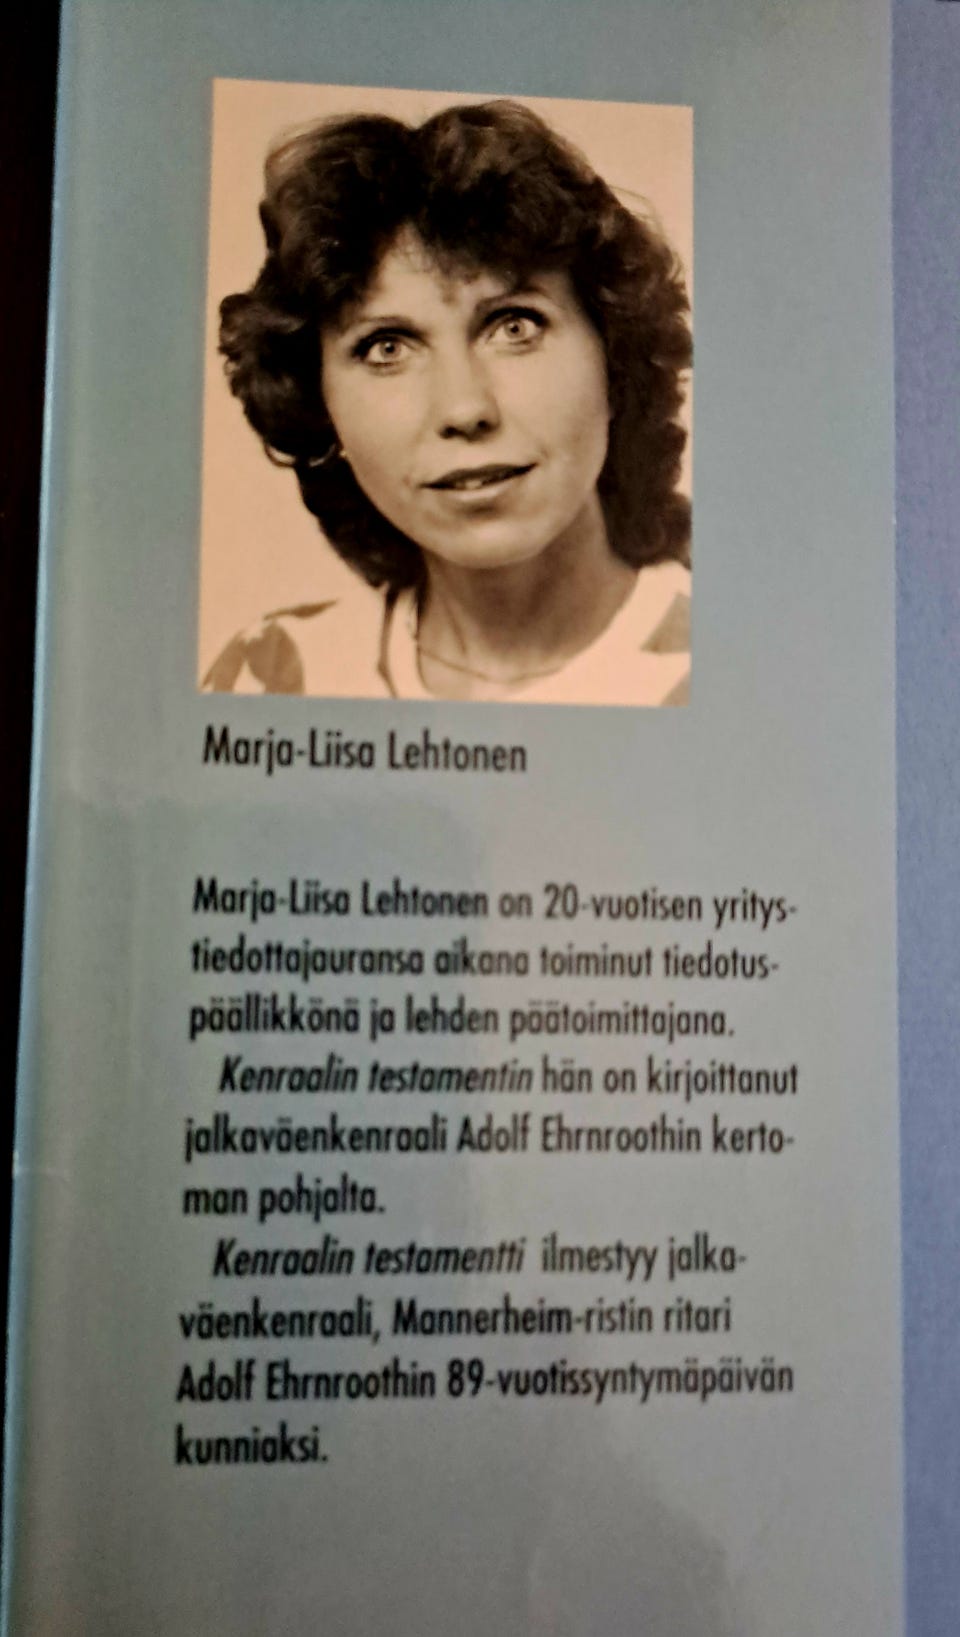 Marja-Liisa Lehtonen
Marja-Liisa Lehtonen on 20-vuotisen yritys-
tiedottajauransa aikana toiminut tiedotus-
päällikkönä ja lehden päätoimittajana.
Kenraalin testamentin hän on kirjoittanut
jalkaväenkenraali Adolf Ehrnroothin kerto-
man pohjalta.
Kenraalin testamentti ilmestyy jalka-
väenkenraali, Mannerheim-ristin ritari
Adolf Ehrnroothin 89-vuotissyntymäpäivän
kunniaksi.